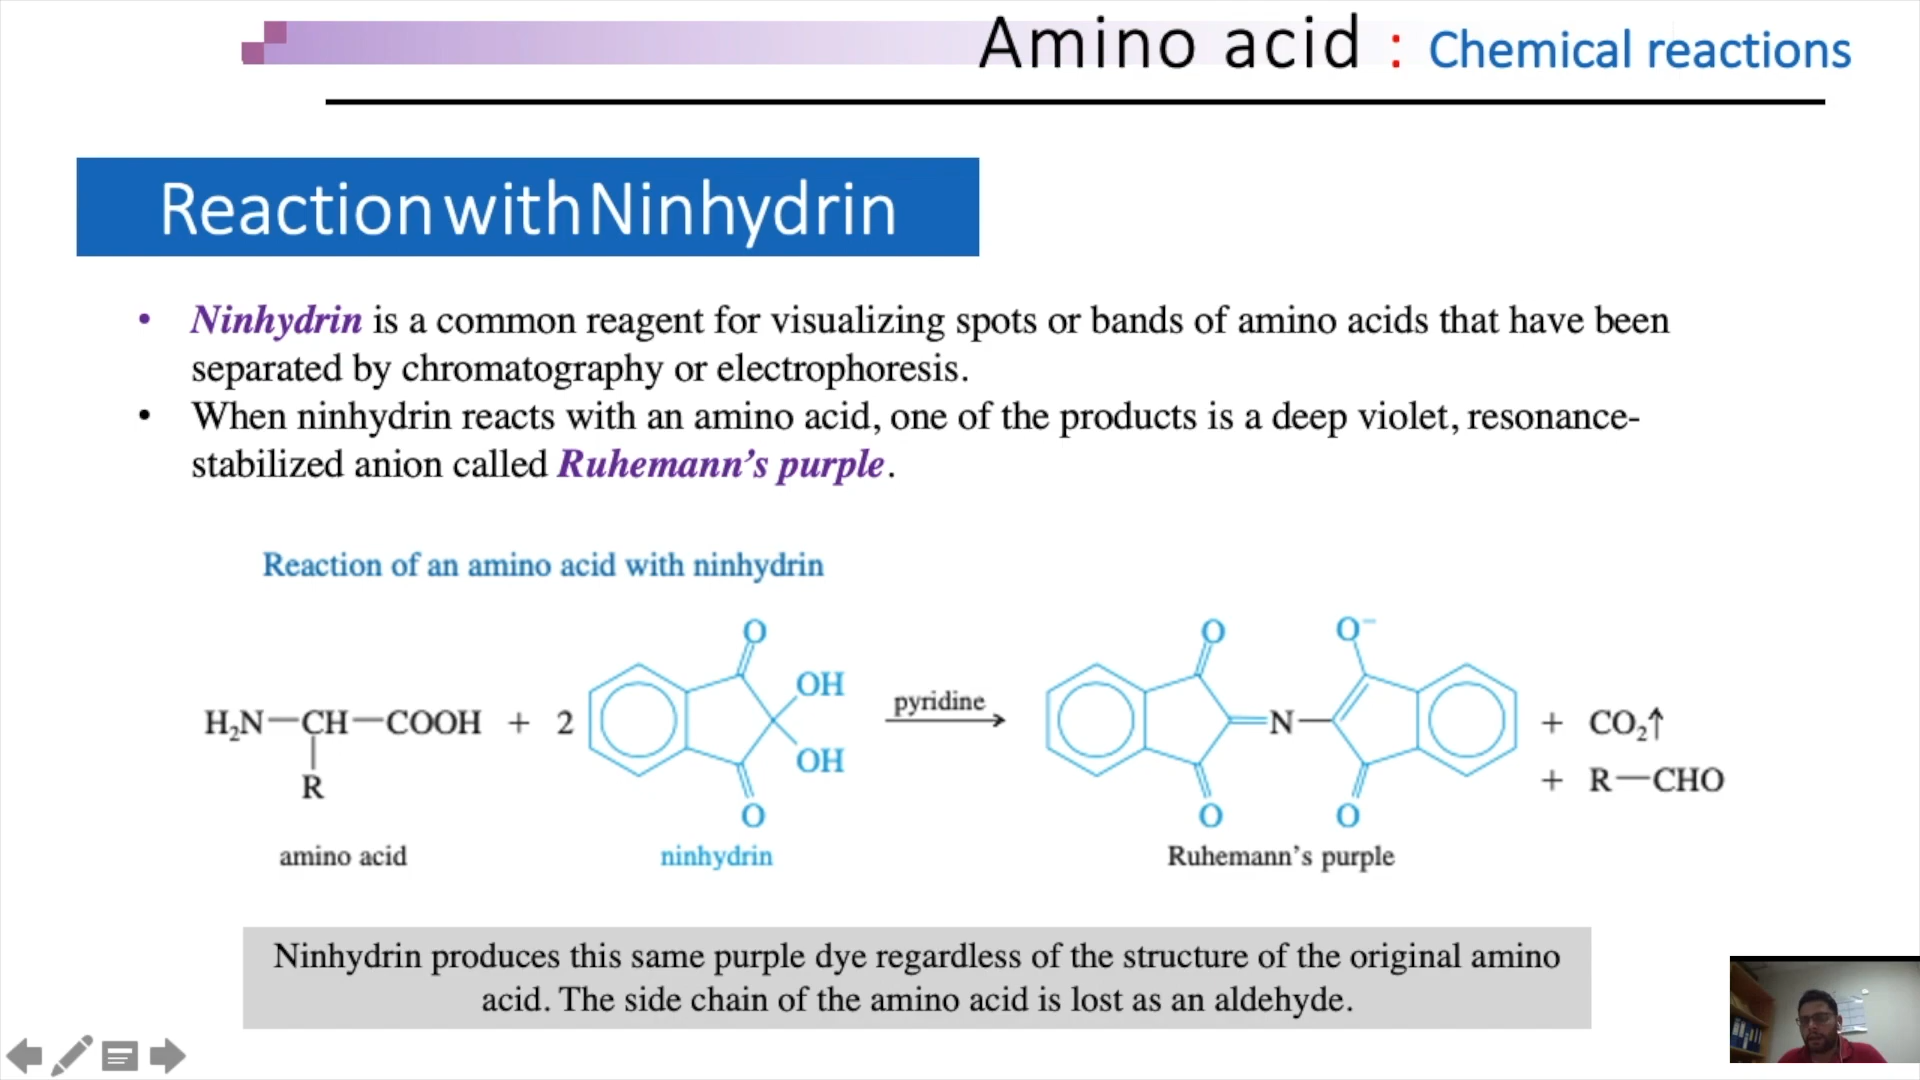 Amino acid : Chemical reactions
Reaction with Ninhydrin
• Ninhydrin is a common reagent for visualizing spots or bands of amino acids that have been
separated by chromatography or electrophoresis.
• When ninhydrin reacts with an amino acid, one of the products is a deep violet, resonance-
stabilized anion called Ruhemann’s purple.
Reaction of an amino acid with ninhydrin
O
O
O⁻
OH
pyridine
H₂N—CH—COOH + 2
N
+ CO₂↑
R
OH
+ R—CHO
O
O
O
amino acid
ninhydrin
Ruhemann’s purple
Ninhydrin produces this same purple dye regardless of the structure of the original amino
acid. The side chain of the amino acid is lost as an aldehyde.